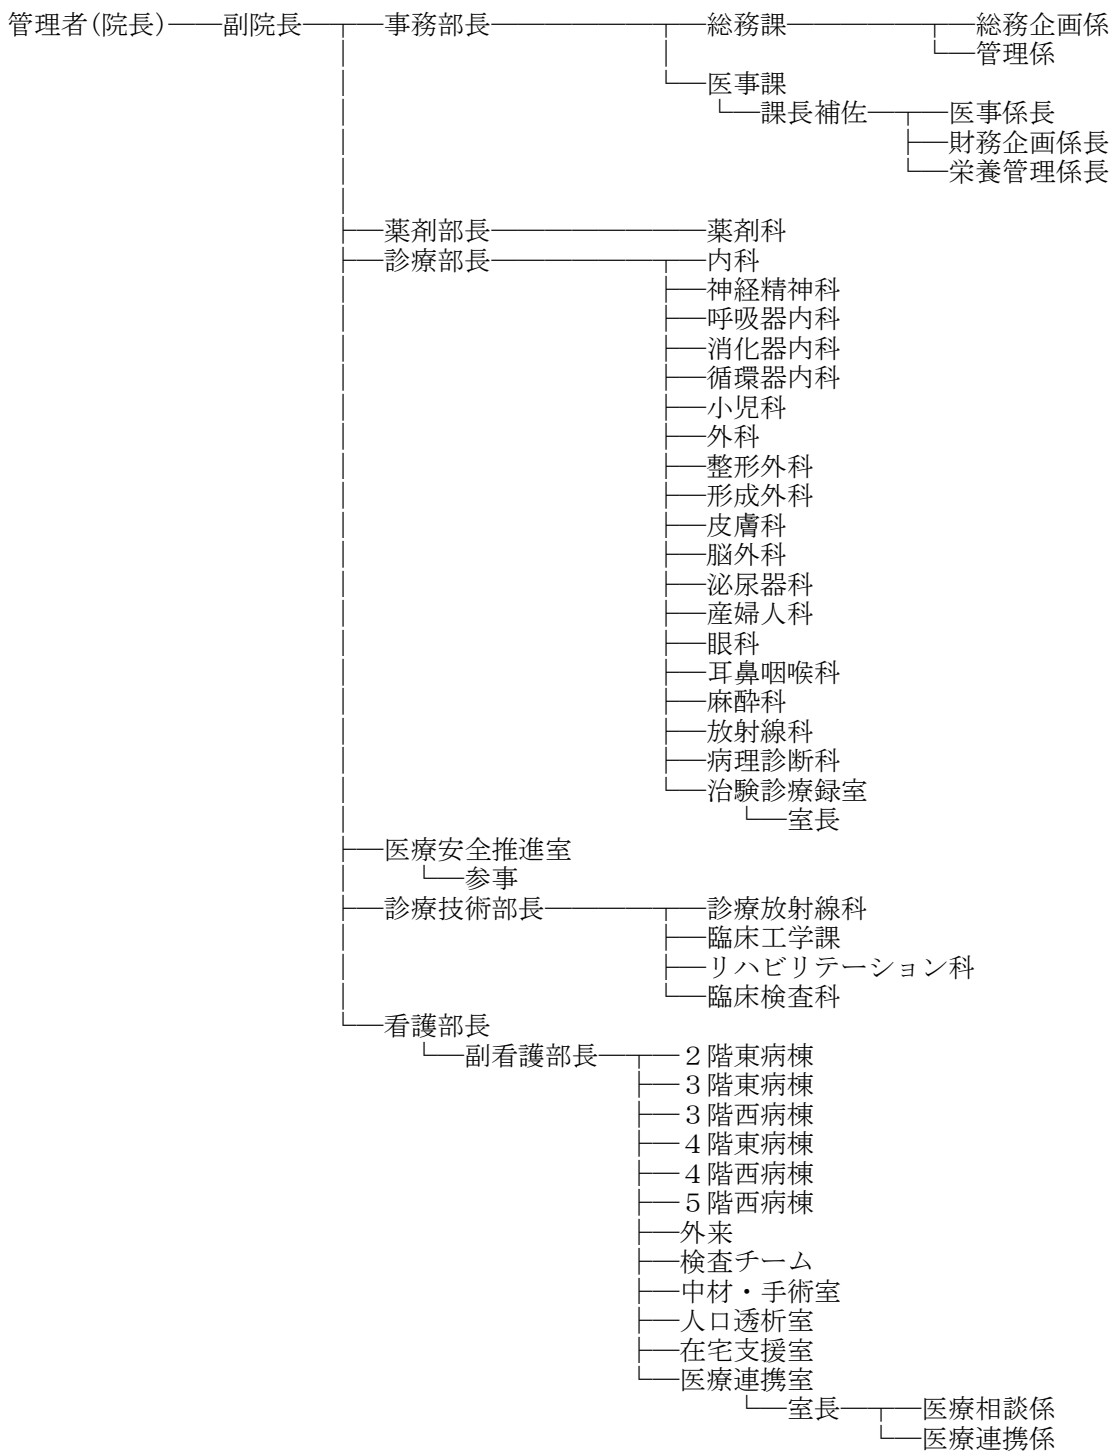 管理者(院長) 副院長 事務部長 総務課 総務企画係
管理係
医事課
課長補佐 医事係長
財務企画係長
栄養管理係長
薬剤部長 薬剤科
診療部長 内科
神経精神科
呼吸器内科
消化器内科
循環器内科
小児科
外科
整形外科
形成外科
皮膚科
脳外科
泌尿器科
産婦人科
眼科
耳鼻咽喉科
麻酔科
放射線科
病理診断科
治験診療録室
室長
医療安全推進室
参事
診療技術部長 診療放射線科
臨床工学課
リハビリテーション科
臨床検査科
看護部長
副看護部長 2階東病棟
3階東病棟
3階西病棟
4階東病棟
4階西病棟
5階西病棟
外来
検査チーム
中材・手術室
人口透析室
在宅支援室
医療連携室
室長 医療相談係
医療連携係